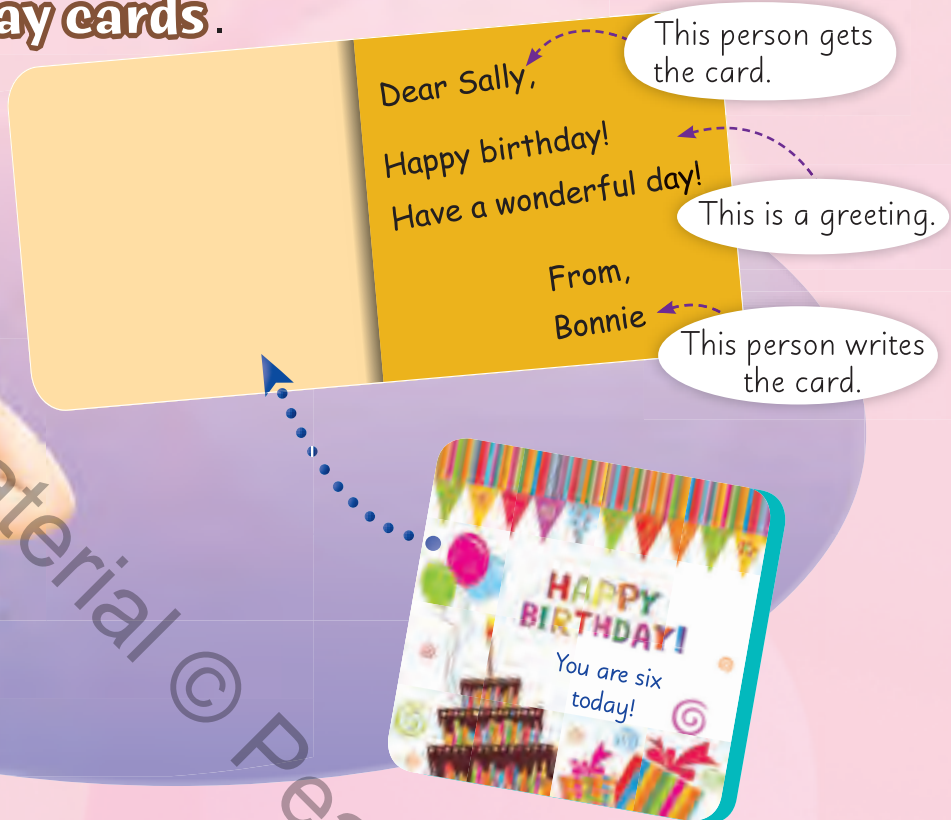 ay cards.
Dear Sally,
Happy birthday!
Have a wonderful day!
From,
Bonnie
This person gets
the card.
This is a greeting.
This person writes
the card.
HAPPY
BIRTHDAY!
You are six
today!
aterial © Pea